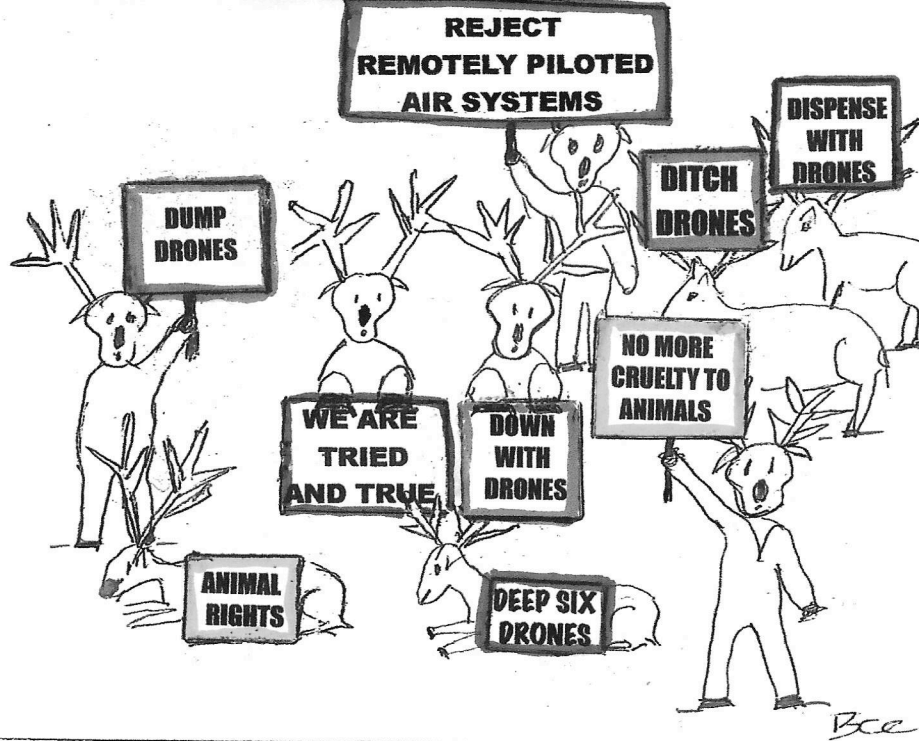 REJECT
REMOTELY PILOTED
AIR SYSTEMS
DISPENSE
WITH
DRONES
DITCH
DRONES
DUMP
DRONES
NO MORE
CRUELTY TO
ANIMALS
WE ARE
TRIED
AND TRUE
DOWN
WITH
DRONES
ANIMAL
RIGHTS
DEEP SIX
DRONES